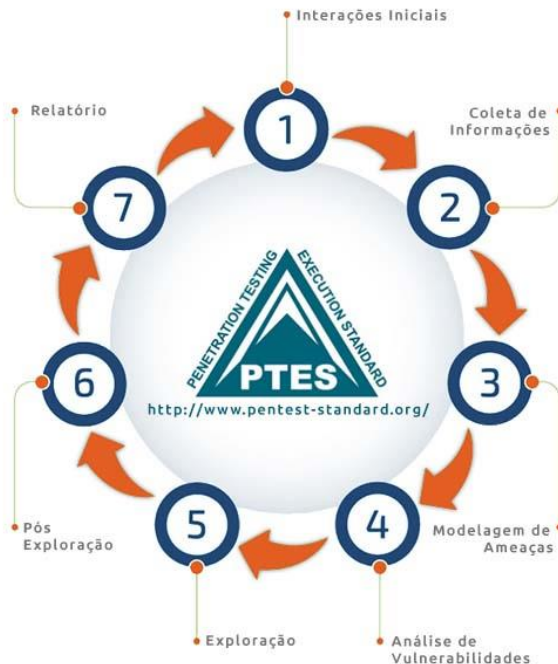 Interações Iniciais
1
Coleta de
Informações
2
3
Modelagem de
Ameaças
4
Análise de
Vulnerabilidades
5
Exploração
6
Pós
Exploração
7
Relatório
PENETRATION TESTING
EXECUTION STANDARD
PTES
http://www.pentest-standard.org/